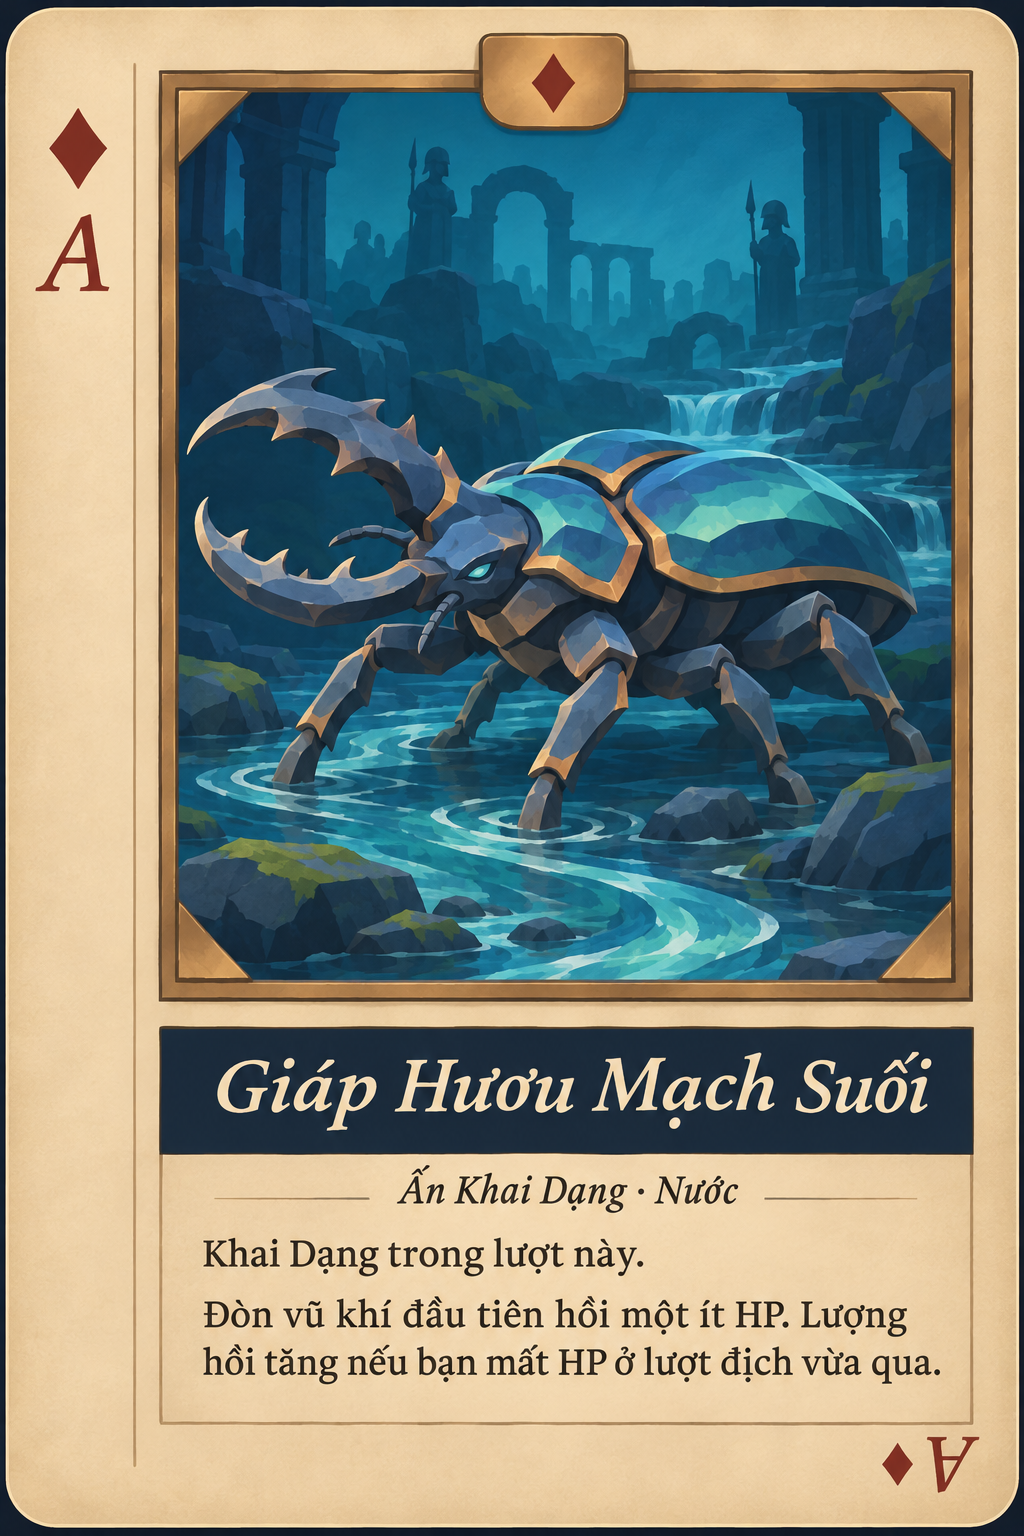 A
Giáp Hươu Mạch Suối
Ấn Khai Dạng · Nước
Khai Dạng trong lượt này.
Đòn vũ khí đầu tiên hồi một ít HP. Lượng
hồi tăng nếu bạn mất HP ở lượt địch vừa qua.
A